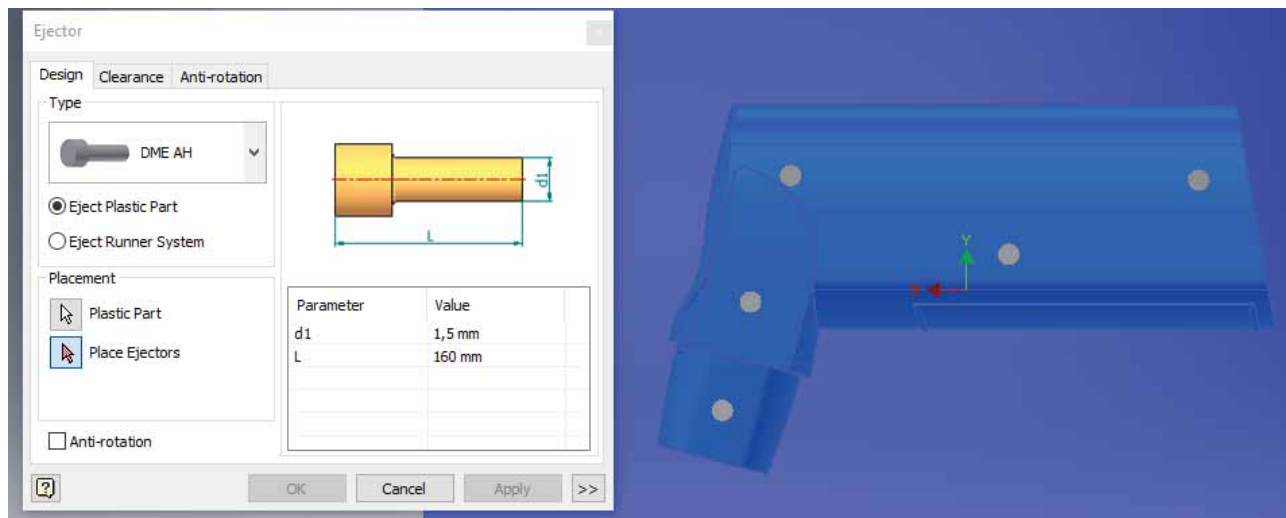 Ejector
Design Clearance Anti-rotation
Type
DME AH
Eject Plastic Part
Eject Runner System
Placement
Plastic Part
Place Ejectors
Anti-rotation
d1
L
Parameter Value
d1 1,5 mm
L 160 mm
OK Cancel Apply >>
Y
X